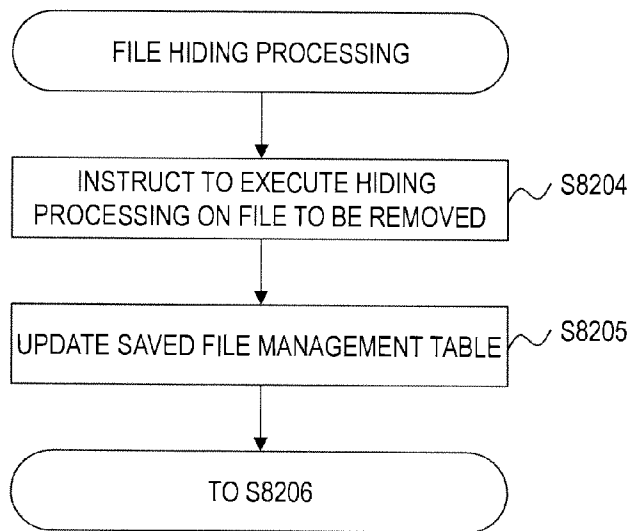 FILE HIDING PROCESSING
INSTRUCT TO EXECUTE HIDING
PROCESSING ON FILE TO BE REMOVED
S8204
UPDATE SAVED FILE MANAGEMENT TABLE
S8205
TO S8206